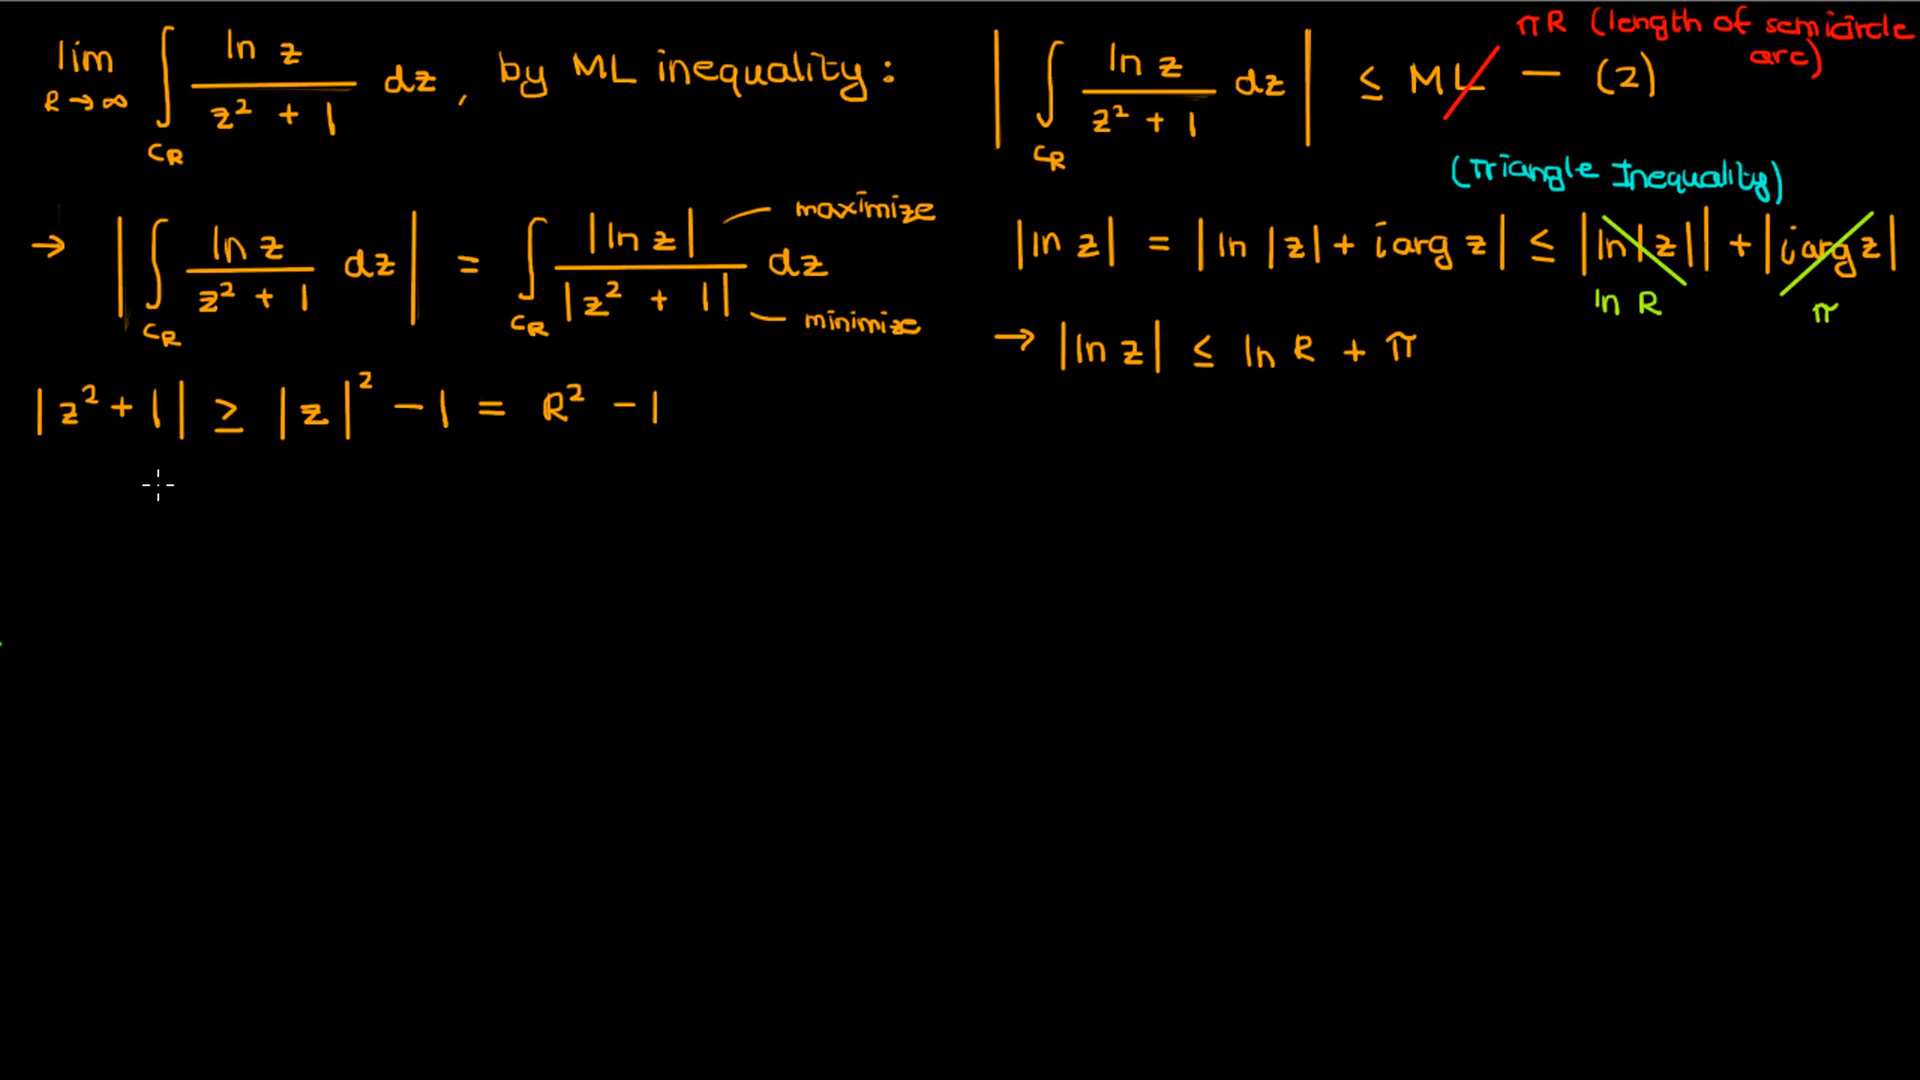 lim R→∞ ∫_{C_R} ln z / (z² + 1) dz, by ML inequality: |∫_{C_R} ln z / (z² + 1) dz| ≤ ML — (2)
πR (length of semicircle arc)
(Triangle Inequality)
→ |∫_{C_R} ln z / (z² + 1) dz| = ∫_{C_R} |ln z| / |z² + 1| dz
maximize
minimize
|ln z| = |ln |z| + i arg z| ≤ |ln |z|| + |i arg z|
ln R
π
→ |ln z| ≤ ln R + π
|z² + 1| ≥ |z|² − 1 = R² − 1